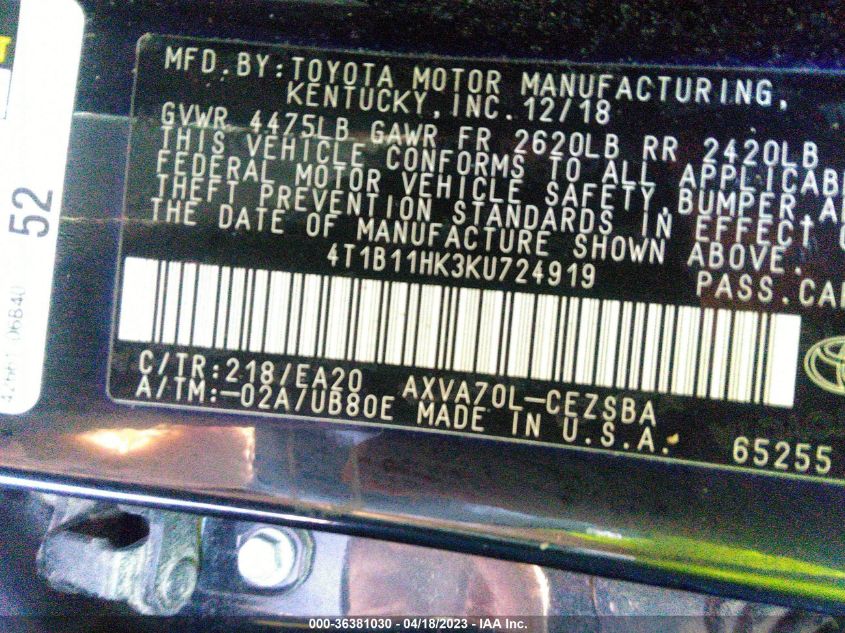 MFD. BY: TOYOTA MOTOR MANUFACTURING,
KENTUCKY, INC. 12/18
GVWR 4475LB GAWR FR 2620LB RR 2420LB
THIS VEHICLE CONFORMS TO ALL APPLICAB
FEDERAL MOTOR VEHICLE SAFETY, BUMPER, A
THEFT PREVENTION STANDARDS IN EFFECT
THE DATE OF MANUFACTURE SHOWN ABOVE.
4T1B11HK3KU724919
PASS. CA
C/TR: 218/EA20 AXVA70L-CEZSBA
A/TM: -02A/UB80E MADE IN U.S.A.
65255
52
42661 06B40
000-36381030 - 04/18/2023 - IAA Inc.